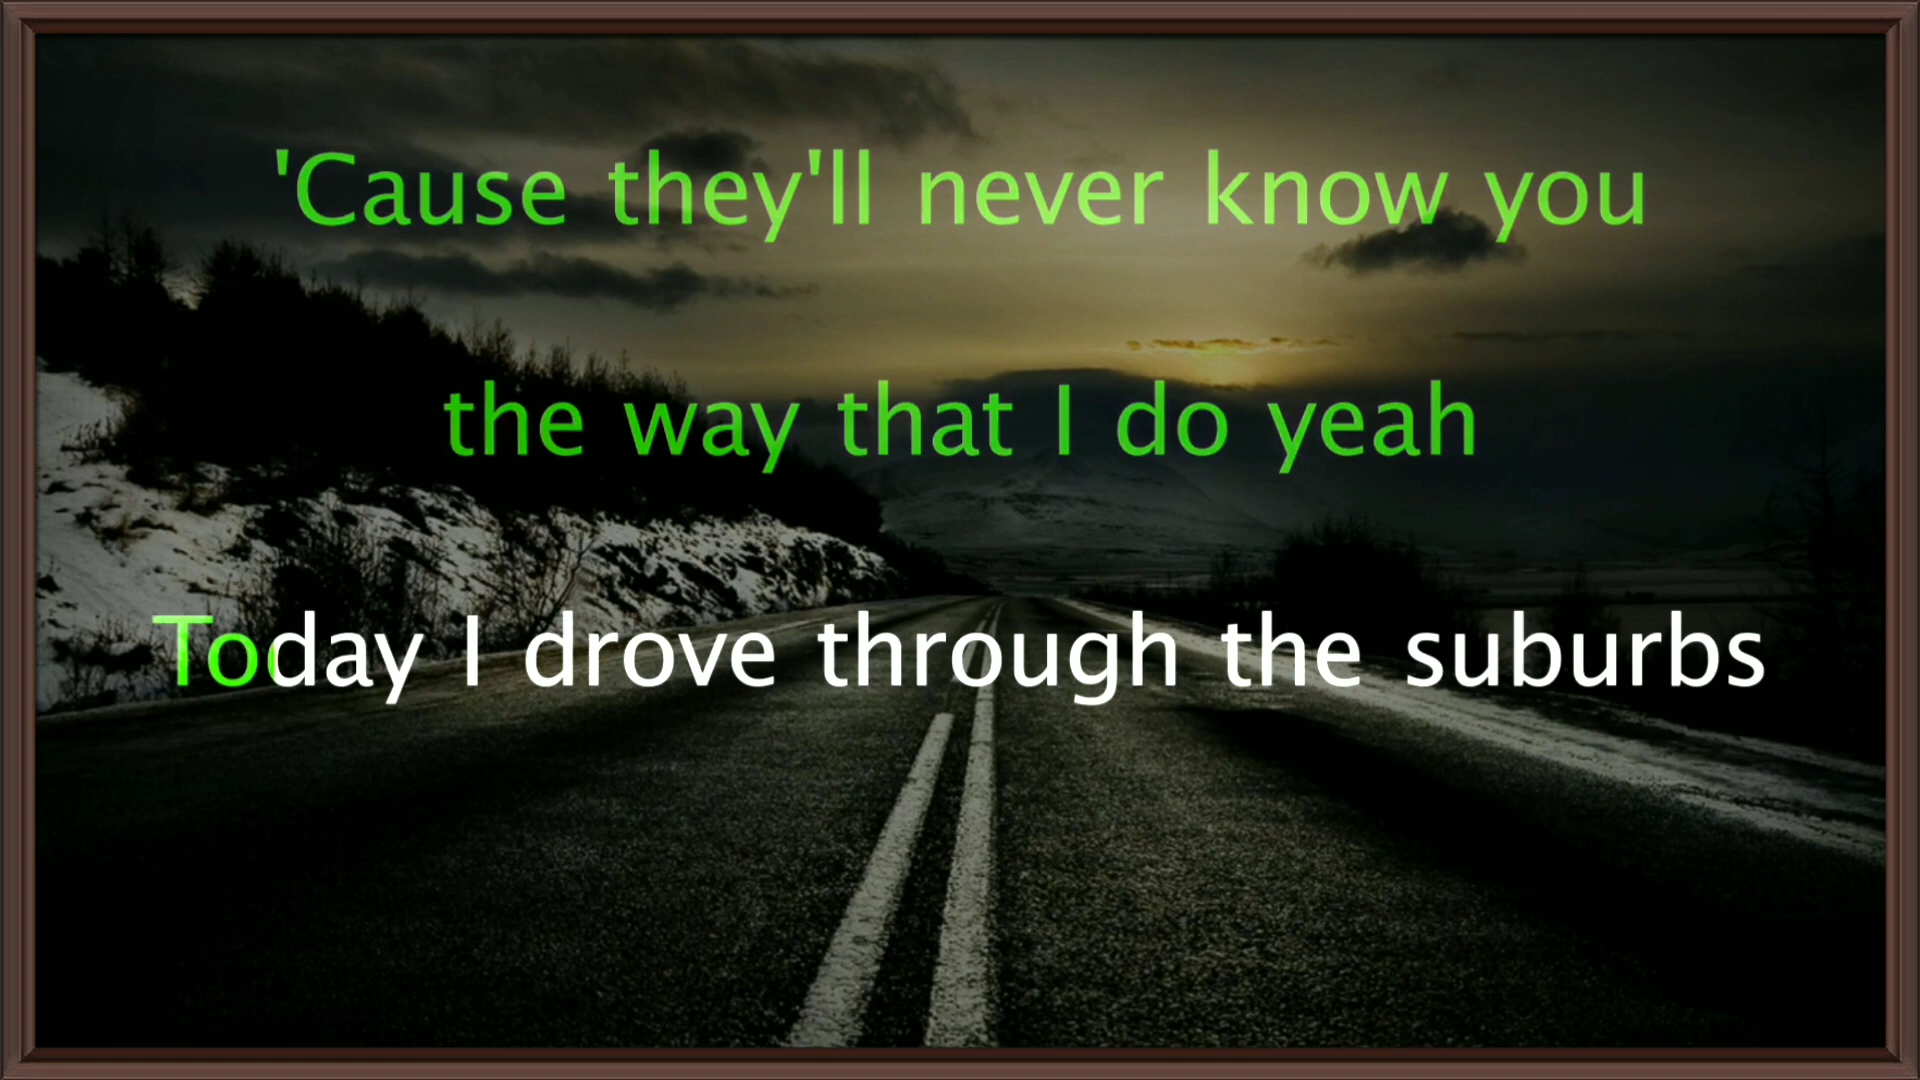 'Cause they'll never know you
the way that I do yeah
Today I drove through the suburbs